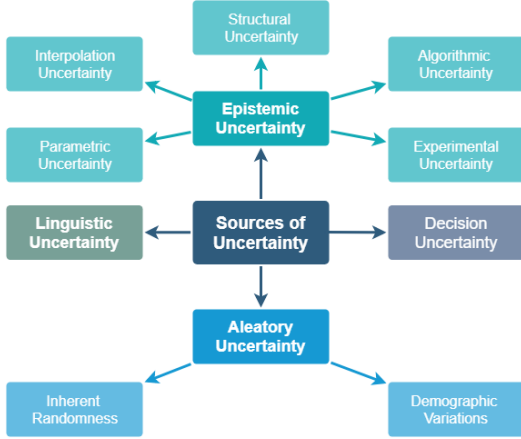 Structural
Uncertainty
Interpolation
Uncertainty
Algorithmic
Uncertainty
Epistemic
Uncertainty
Parametric
Uncertainty
Experimental
Uncertainty
Linguistic
Uncertainty
Sources of
Uncertainty
Decision
Uncertainty
Aleatory
Uncertainty
Inherent
Randomness
Demographic
Variations